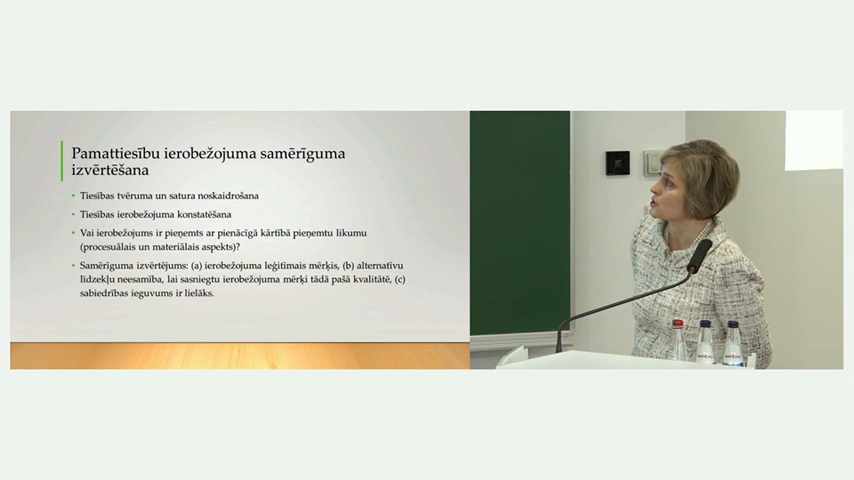 Pamattiesību ierobežojuma samērīguma
izvērtēšana
• Tiesības tvēruma un satura noskaidrošana
• Tiesības ierobežojuma konstatēšana
• Vai ierobežojums ir pieņemts ar pienācīgā kārtībā pieņemtu likumu
(procesuālais un materiālais aspekts)?
• Samērīguma izvērtējums: (a) ierobežojuma leģitīmais mērķis, (b) alternatīvu
līdzekļu neesamība, lai sasniegtu ierobežojuma mērķi tādā pašā kvalitātē, (c)
sabiedrības ieguvums ir lielāks.